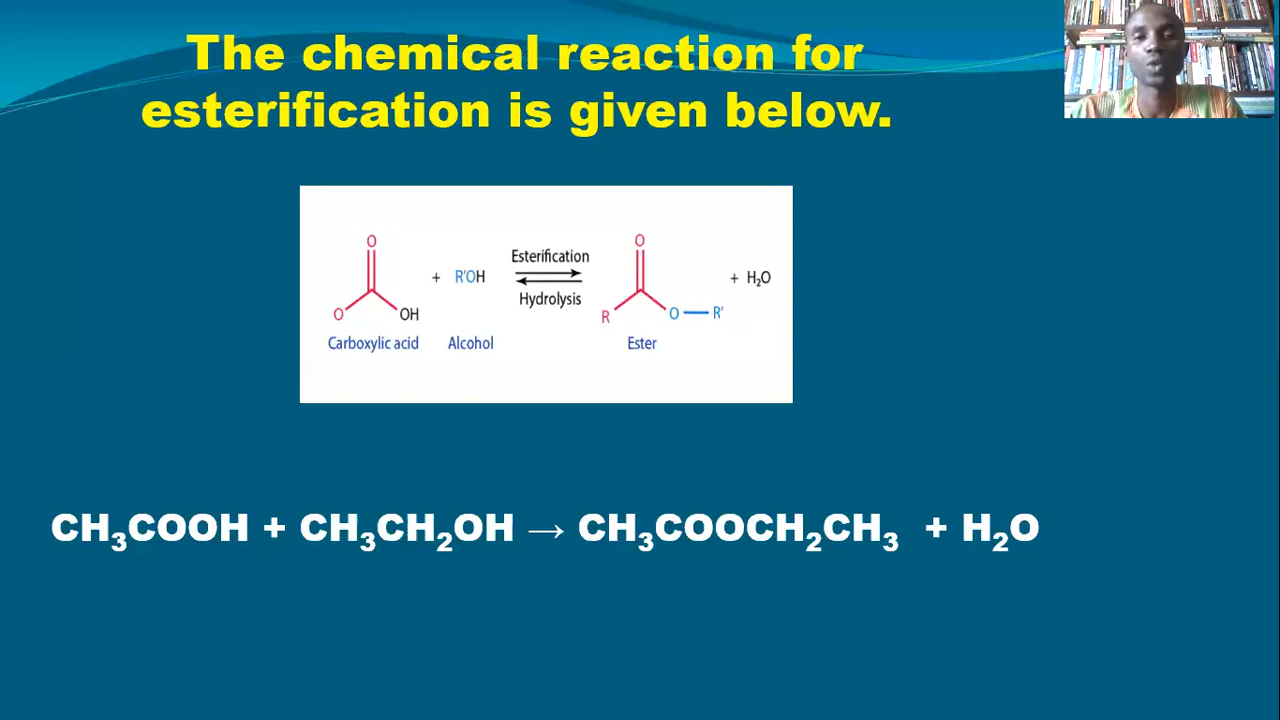 The chemical reaction for
esterification is given below.
O O
Esterification
+ R'OH + H₂O
Hydrolysis
O OH R O R'
Carboxylic acid Alcohol Ester
CH₃COOH + CH₃CH₂OH → CH₃COOCH₂CH₃ + H₂O